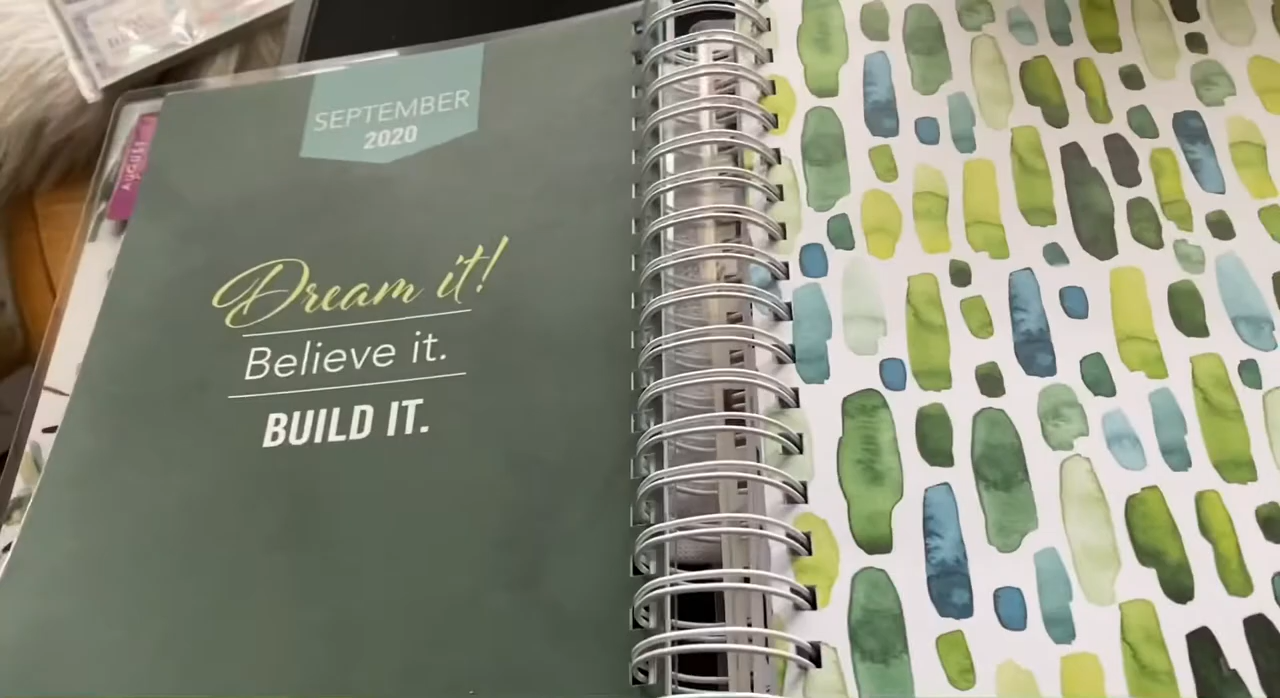 SEPTEMBER
2020
AUGUST
Dream it!
Believe it.
BUILD IT.